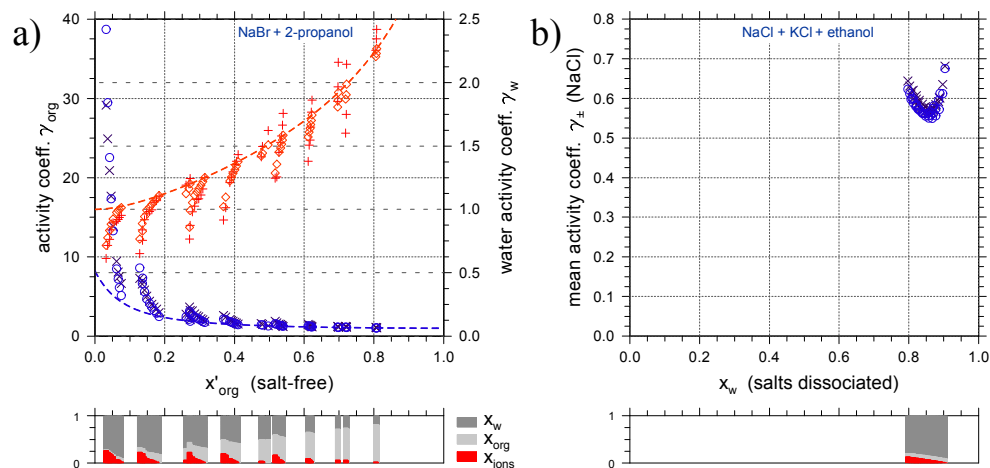 a)
NaBr + 2-propanol
activity coeff. γorg
40
30
20
10
0
water activity coeff. γw
2.5
2.0
1.5
1.0
0.5
0.0
0.0 0.2 0.4 0.6 0.8 1.0
x'org (salt-free)
1
0
xw
xorg
xions
b)
NaCl + KCl + ethanol
mean activity coeff. γ± (NaCl)
0.8
0.7
0.6
0.5
0.4
0.3
0.2
0.1
0.0
0.0 0.2 0.4 0.6 0.8 1.0
xw (salts dissociated)
1
0